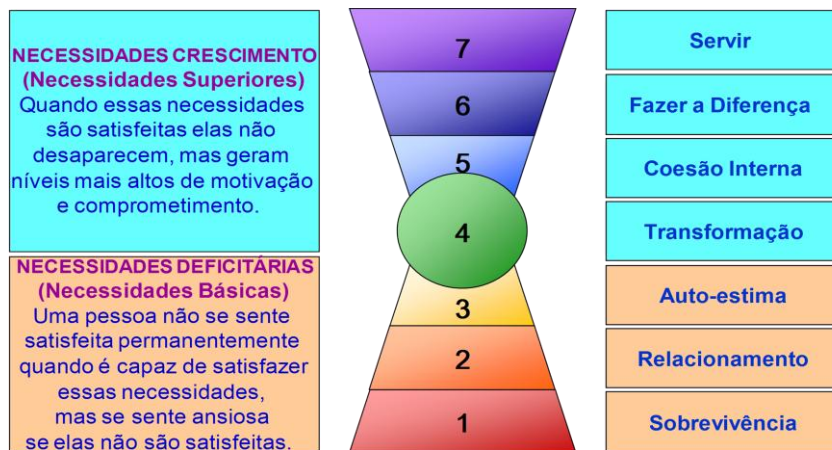 NECESSIDADES CRESCIMENTO
(Necessidades Superiores)
Quando essas necessidades
são satisfeitas elas não
desaparecem, mas geram
níveis mais altos de motivação
e comprometimento.
NECESSIDADES DEFICITÁRIAS
(Necessidades Básicas)
Uma pessoa não se sente
satisfeita permanentemente
quando é capaz de satisfazer
essas necessidades,
mas se sente ansiosa
se elas não são satisfeitas.
7
6
5
4
3
2
1
Servir
Fazer a Diferença
Coesão Interna
Transformação
Auto-estima
Relacionamento
Sobrevivência